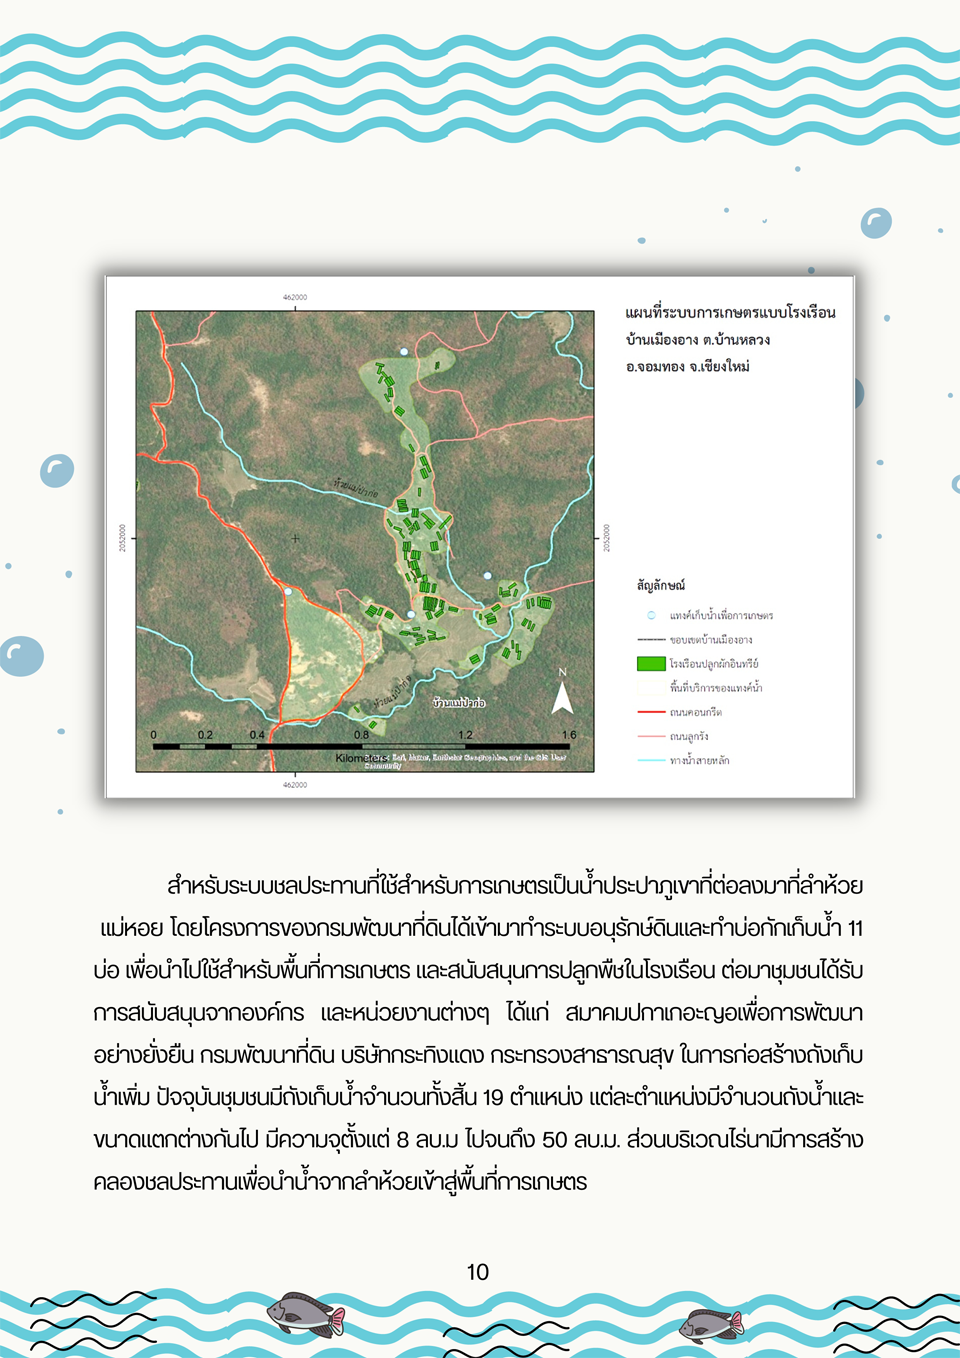 462000
แผนที่ระบบการเกษตรแบบโรงเรือน
บ้านเมืองอาง ต.บ้านหลวง
อ.จอมทอง จ.เชียงใหม่
ห้วยแม่ป่าก่อ
2052000
2052000
สัญลักษณ์
แทงค์เก็บน้ำเพื่อการเกษตร
ขอบเขตบ้านเมืองอาง
โรงเรือนปลูกผักอินทรีย์
พื้นที่บริการของแทงค์น้ำ
ถนนคอนกรีต
ถนนลูกรัง
ทางน้ำสายหลัก
ห้วยแม่ป่าก่อ
บ้านแม่ป่าก่อ
N
0 0.2 0.4 0.8 1.2 1.6
Kilometers
Community
462000
สำหรับระบบชลประทานที่ใช้สำหรับการเกษตรเป็นน้ำประปาภูเขาที่ต่อลงมาที่ลำห้วย
แม่หอย โดยโครงการของกรมพัฒนาที่ดินได้เข้ามาทำระบบอนุรักษ์ดินและทำบ่อกักเก็บน้ำ 11
บ่อ เพื่อนำไปใช้สำหรับพื้นที่การเกษตร และสนับสนุนการปลูกพืชในโรงเรือน ต่อมาชุมชนได้รับ
การสนับสนุนจากองค์กร และหน่วยงานต่างๆ ได้แก่ สมาคมปกาเกอะญอเพื่อการพัฒนา
อย่างยั่งยืน กรมพัฒนาที่ดิน บริษัทกระทิงแดง กระทรวงสาธารณสุข ในการก่อสร้างถังเก็บ
น้ำเพิ่ม ปัจจุบันชุมชนมีถังเก็บน้ำจำนวนทั้งสิ้น 19 ตำแหน่ง แต่ละตำแหน่งมีจำนวนถังน้ำและ
ขนาดแตกต่างกันไป มีความจุตั้งแต่ 8 ลบ.ม ไปจนถึง 50 ลบ.ม. ส่วนบริเวณไร่นามีการสร้าง
คลองชลประทานเพื่อนำน้ำจากลำห้วยเข้าสู่พื้นที่การเกษตร
10